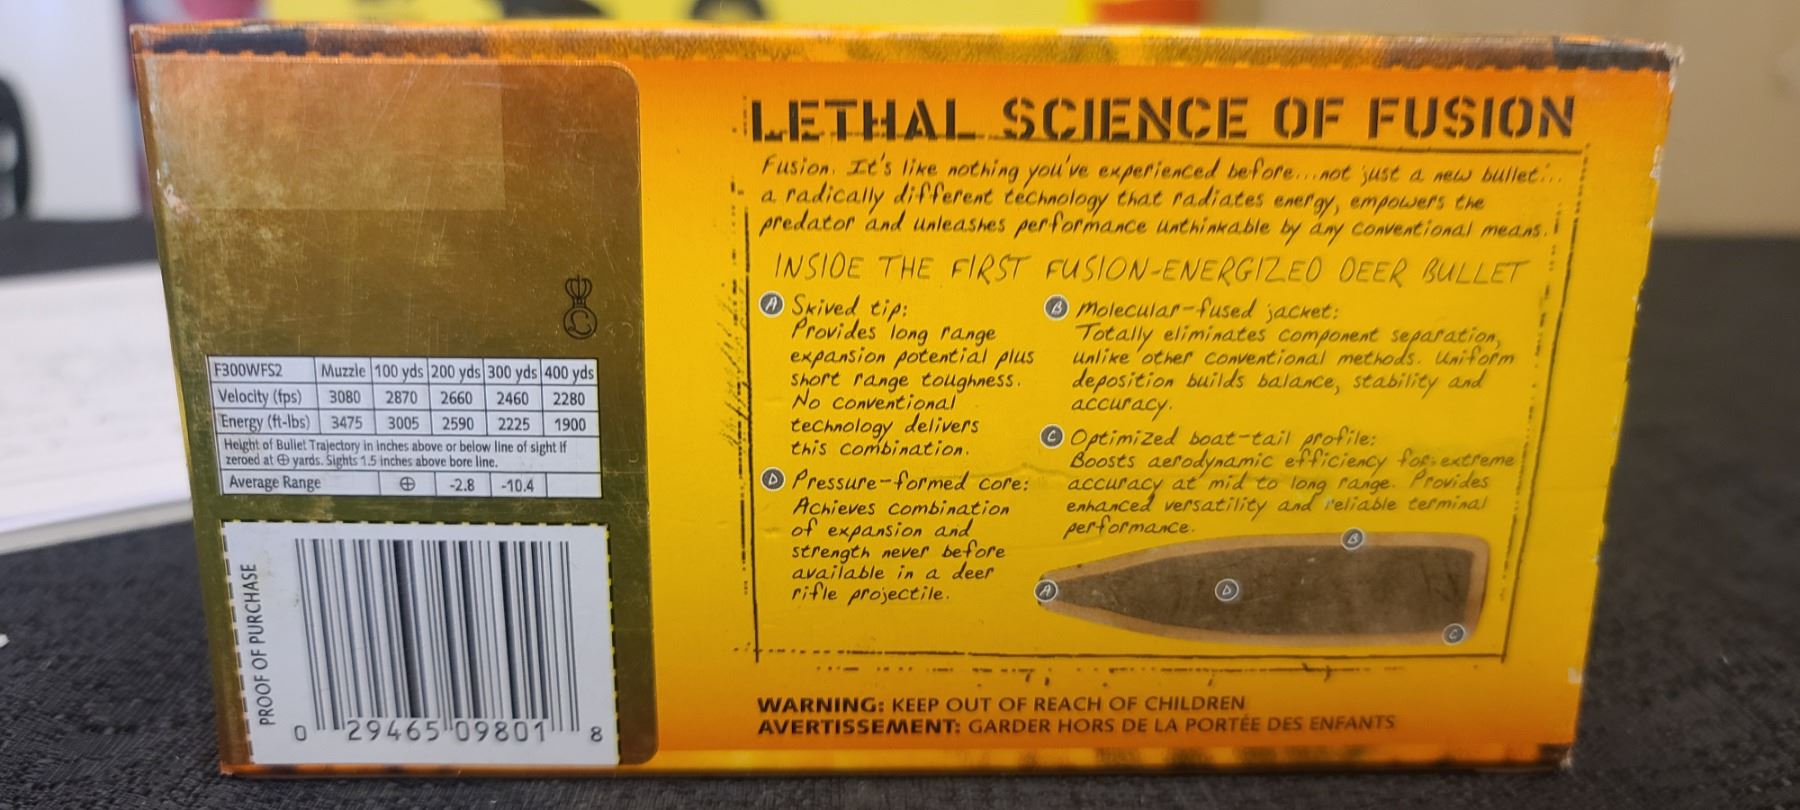 LETHAL SCIENCE OF FUSION
Fusion. It's like nothing you've experienced before...not just a new bullet...
a radically different technology that radiates energy, empowers the
predator and unleashes performance unthinkable by any conventional means.
INSIDE THE FIRST FUSION-ENERGIZED DEER BULLET
A Skived tip:
Provides long range
expansion potential plus
short range toughness.
No conventional
technology delivers
this combination.
B Molecular-fused jacket:
Totally eliminates component separation,
unlike other conventional methods. Uniform
deposition builds balance, stability and
accuracy.
C Optimized boat-tail profile:
Boosts aerodynamic efficiency for extreme
accuracy at mid to long range. Provides
enhanced versatility and reliable terminal
performance.
D Pressure-formed core:
Achieves combination
of expansion and
strength never before
available in a deer
rifle projectile.
A
B
D
C
WARNING: KEEP OUT OF REACH OF CHILDREN
AVERTISSEMENT: GARDER HORS DE LA PORTÉE DES ENFANTS
C
F300WFS2 Muzzle 100 yds 200 yds 300 yds 400 yds
Velocity (fps) 3080 2870 2660 2460 2280
Energy (ft-lbs) 3475 3005 2590 2225 1900
Height of Bullet Trajectory in inches above or below line of sight if
zeroed at ⊕ yards. Sights 1.5 inches above bore line.
Average Range ⊕ -2.8 -10.4
PROOF OF PURCHASE
0 29465 09801 8